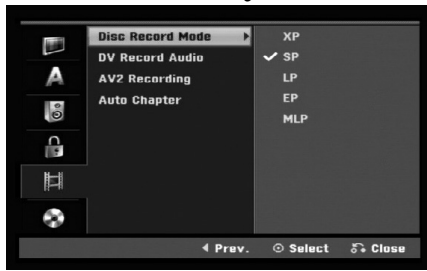 Disc Record Mode
DV Record Audio
AV2 Recording
Auto Chapter
XP
SP
LP
EP
MLP
A
Prev. Select Close